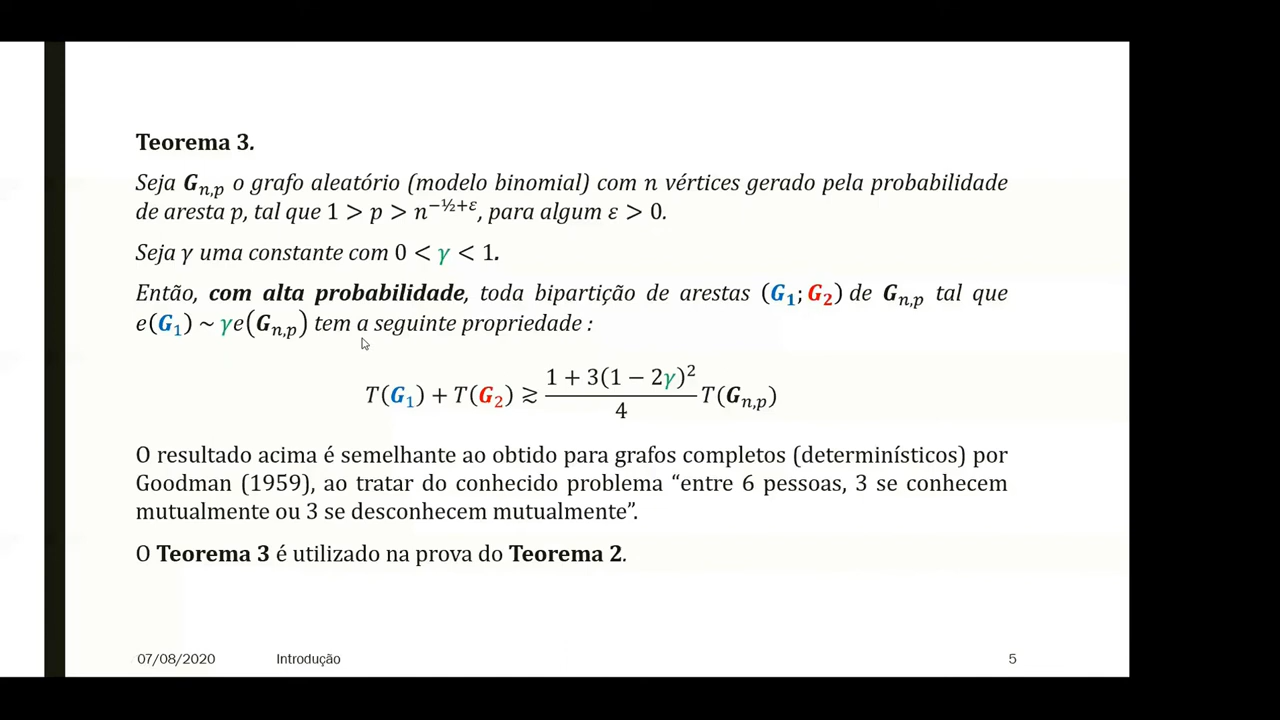 Teorema 3.
Seja Gₙ,ₚ o grafo aleatório (modelo binomial) com n vértices gerado pela probabilidade
de aresta p, tal que 1 > p > n^(−½+ε), para algum ε > 0.
Seja γ uma constante com 0 < γ < 1.
Então, com alta probabilidade, toda bipartição de arestas (G₁; G₂) de Gₙ,ₚ tal que
e(G₁) ~ γe(Gₙ,ₚ) tem a seguinte propriedade :
T(G₁) + T(G₂) ≳ (1 + 3(1 − 2γ)²)/4 T(Gₙ,ₚ)
O resultado acima é semelhante ao obtido para grafos completos (determinísticos) por
Goodman (1959), ao tratar do conhecido problema “entre 6 pessoas, 3 se conhecem
mutualmente ou 3 se desconhecem mutualmente”.
O Teorema 3 é utilizado na prova do Teorema 2.
07/08/2020 Introdução 5